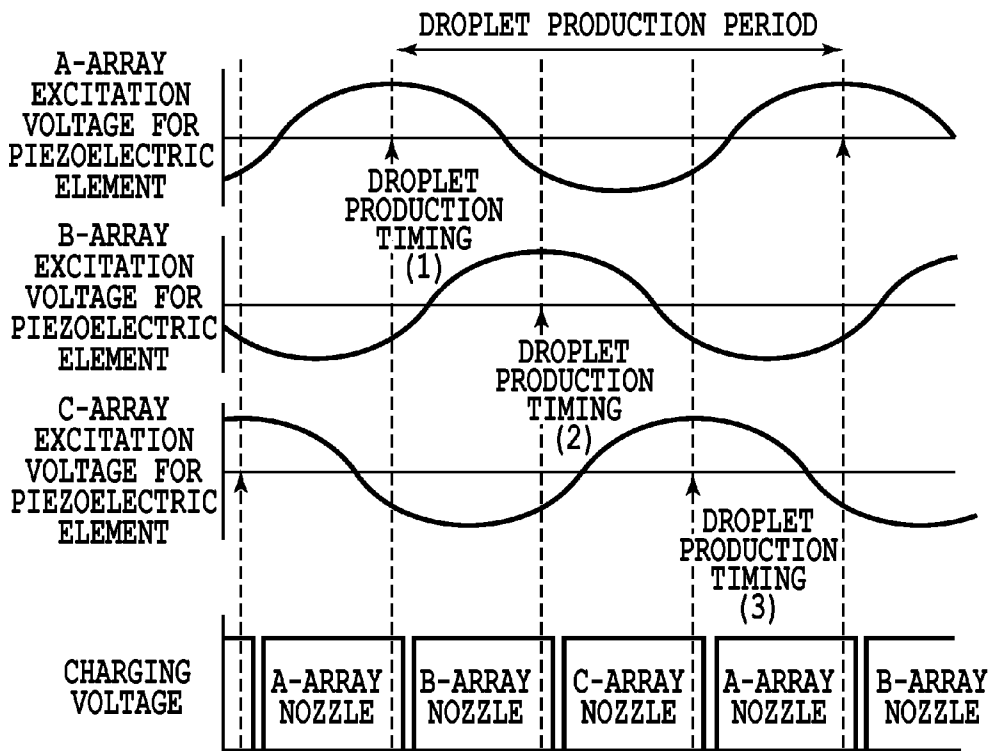 DROPLET PRODUCTION PERIOD
A-ARRAY
EXCITATION
VOLTAGE FOR
PIEZOELECTRIC
ELEMENT
DROPLET
PRODUCTION
TIMING
(1)
B-ARRAY
EXCITATION
VOLTAGE FOR
PIEZOELECTRIC
ELEMENT
DROPLET
PRODUCTION
TIMING
(2)
C-ARRAY
EXCITATION
VOLTAGE FOR
PIEZOELECTRIC
ELEMENT
DROPLET
PRODUCTION
TIMING
(3)
CHARGING
VOLTAGE
A-ARRAY
NOZZLE
B-ARRAY
NOZZLE
C-ARRAY
NOZZLE
A-ARRAY
NOZZLE
B-ARRAY
NOZZLE